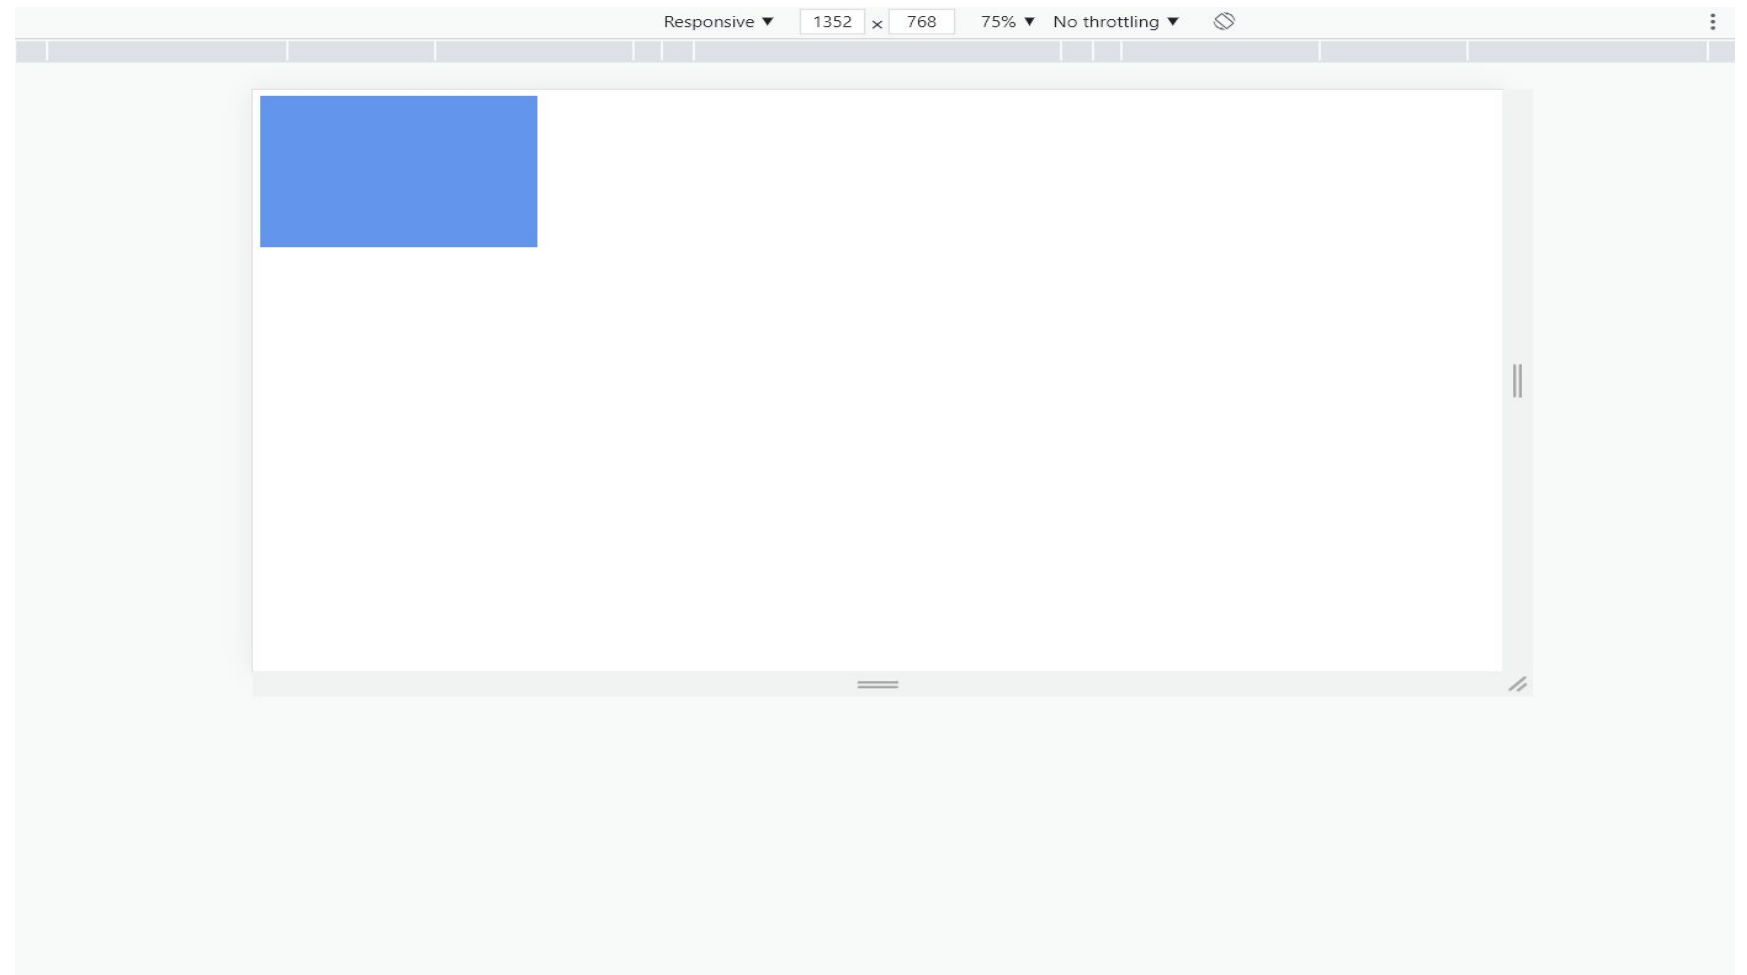 Responsive ▼ 1352 × 768 75% ▼ No throttling ▼